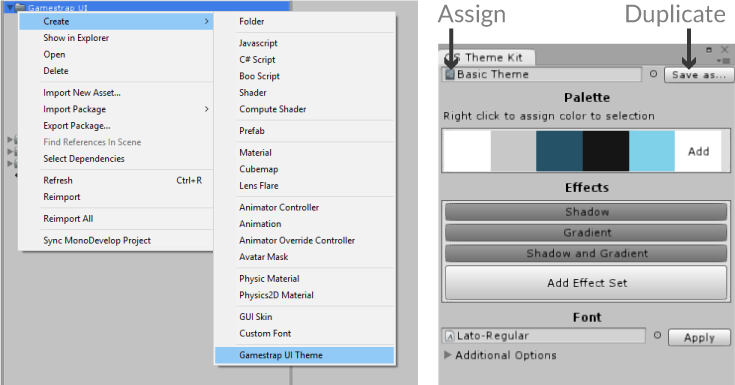 Gamestrap UI
Create
Show in Explorer
Open
Delete
Import New Asset...
Import Package
Export Package...
Find References In Scene
Select Dependencies
Refresh Ctrl+R
Reimport
Reimport All
Sync MonoDevelop Project
Folder
Javascript
C# Script
Boo Script
Shader
Compute Shader
Prefab
Material
Cubemap
Lens Flare
Animator Controller
Animation
Animator Override Controller
Avatar Mask
Physic Material
Physics2D Material
GUI Skin
Custom Font
Gamestrap UI Theme
Assign Duplicate
GS Theme Kit
Basic Theme Save as...
Palette
Right click to assign color to selection
Add
Effects
Shadow
Gradient
Shadow and Gradient
Add Effect Set
Font
Lato-Regular Apply
Additional Options